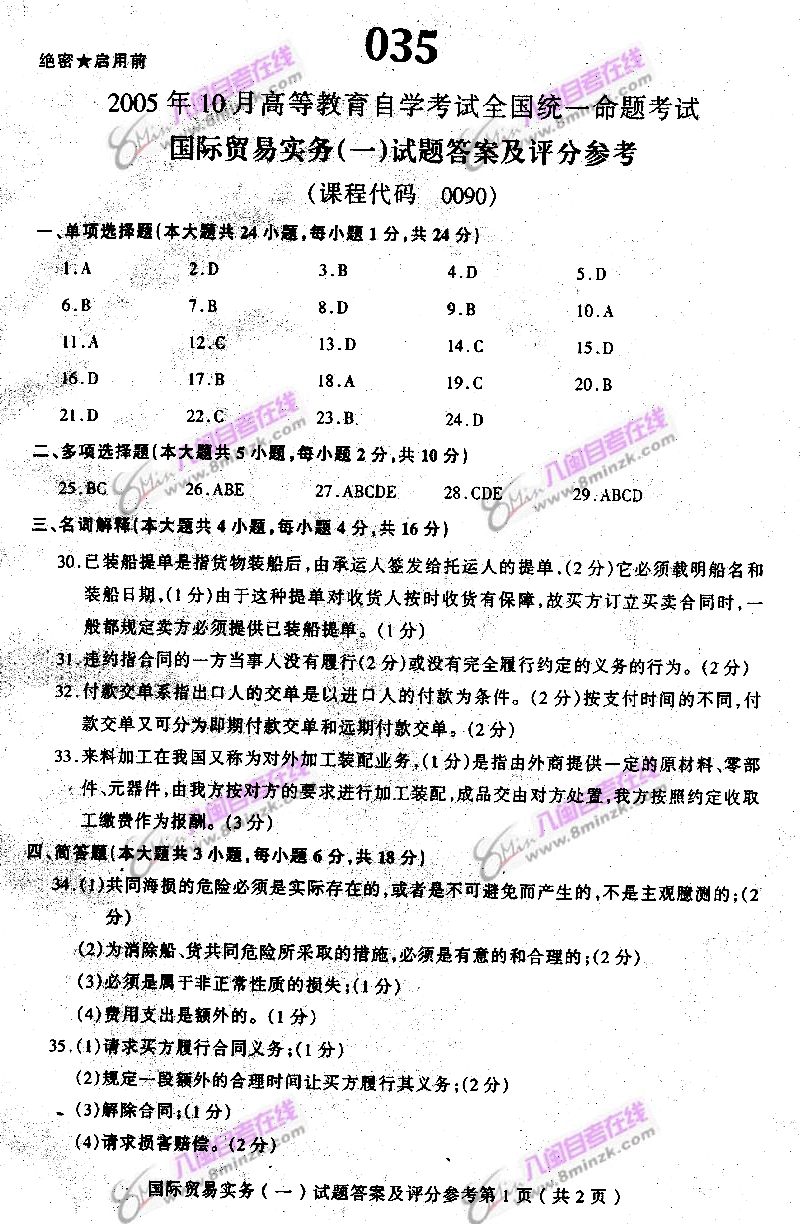 035
绝密★启用前
2005年10月高等教育自学考试全国统一命题考试
国际贸易实务(一)试题答案及评分参考
(课程代码 0090)
一、单项选择题(本大题共24小题,每小题1分,共24分)
1.A 2.D 3.B 4.D 5.D
6.B 7.B 8.D 9.B 10.A
11.A 12.C 13.D 14.C 15.D
16.D 17.B 18.A 19.C 20.B
21.D 22.C 23.B 24.D
二、多项选择题(本大题共5小题,每小题2分,共10分)
25.BC 26.ABE 27.ABCDE 28.CDE 29.ABCD
三、名词解释(本大题共4小题,每小题4分,共16分)
30.已装船提单是指货物装船后,由承运人签发给托运人的提单,(2分)它必须载明船名和
装船日期,(1分)由于这种提单对收货人按时收货有保障,故买方订立买卖合同时,一
般都规定卖方必须提供已装船提单。(1分)
31.违约指合同的一方当事人没有履行(2分)或没有完全履行约定的义务的行为。(2分)
32.付款交单系指出口人的交单是以进口人的付款为条件。(2分)按支付时间的不同,付
款交单又可分为即期付款交单和远期付款交单。(2分)
33.来料加工在我国又称为对外加工装配业务,(1分)是指由外商提供一定的原材料、零部
件、元器件,由我方按对方的要求进行加工装配,成品交由对方处置,我方按照约定收取
工缴费作为报酬。(3分)
四、简答题(本大题共3小题,每小题6分,共18分)
34.(1)共同海损的危险必须是实际存在的,或者是不可避免而产生的,不是主观臆测的;(2
分)
(2)为消除船、货共同危险所采取的措施,必须是有意的和合理的;(2分)
(3)必须是属于非正常性质的损失;(1分)
(4)费用支出是额外的。(1分)
35.(1)请求买方履行合同义务;(1分)
(2)规定一段额外的合理时间让买方履行其义务;(2分)
(3)解除合同;(1分)
(4)请求损害赔偿。(2分)
国际贸易实务(一)试题答案及评分参考第1页(共2页)
8Min 八闽自考在线
www.8minzk.com